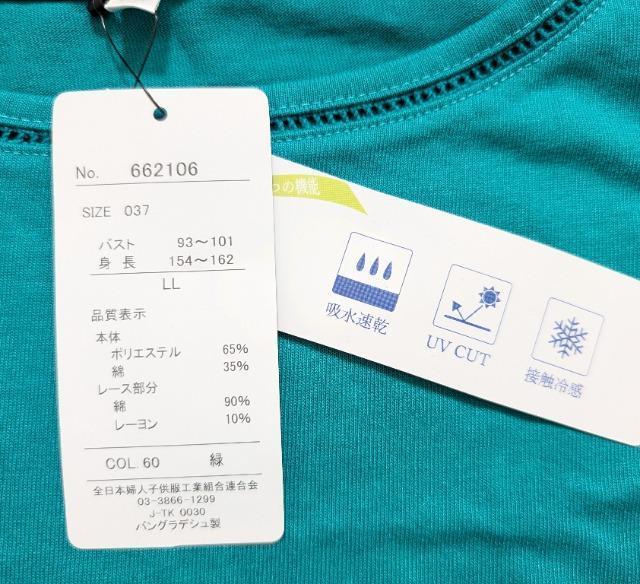 No. 662106
SIZE 037
バスト 93～101
身長 154～162
LL
品質表示
本体
ポリエステル 65%
綿 35%
レース部分
綿 90%
レーヨン 10%
COL. 60 緑
全日本婦人子供服工業組合連合会
03-3866-1299
J-TK 0030
バングラデシュ製
の機能
吸水速乾
UV CUT
接触冷感